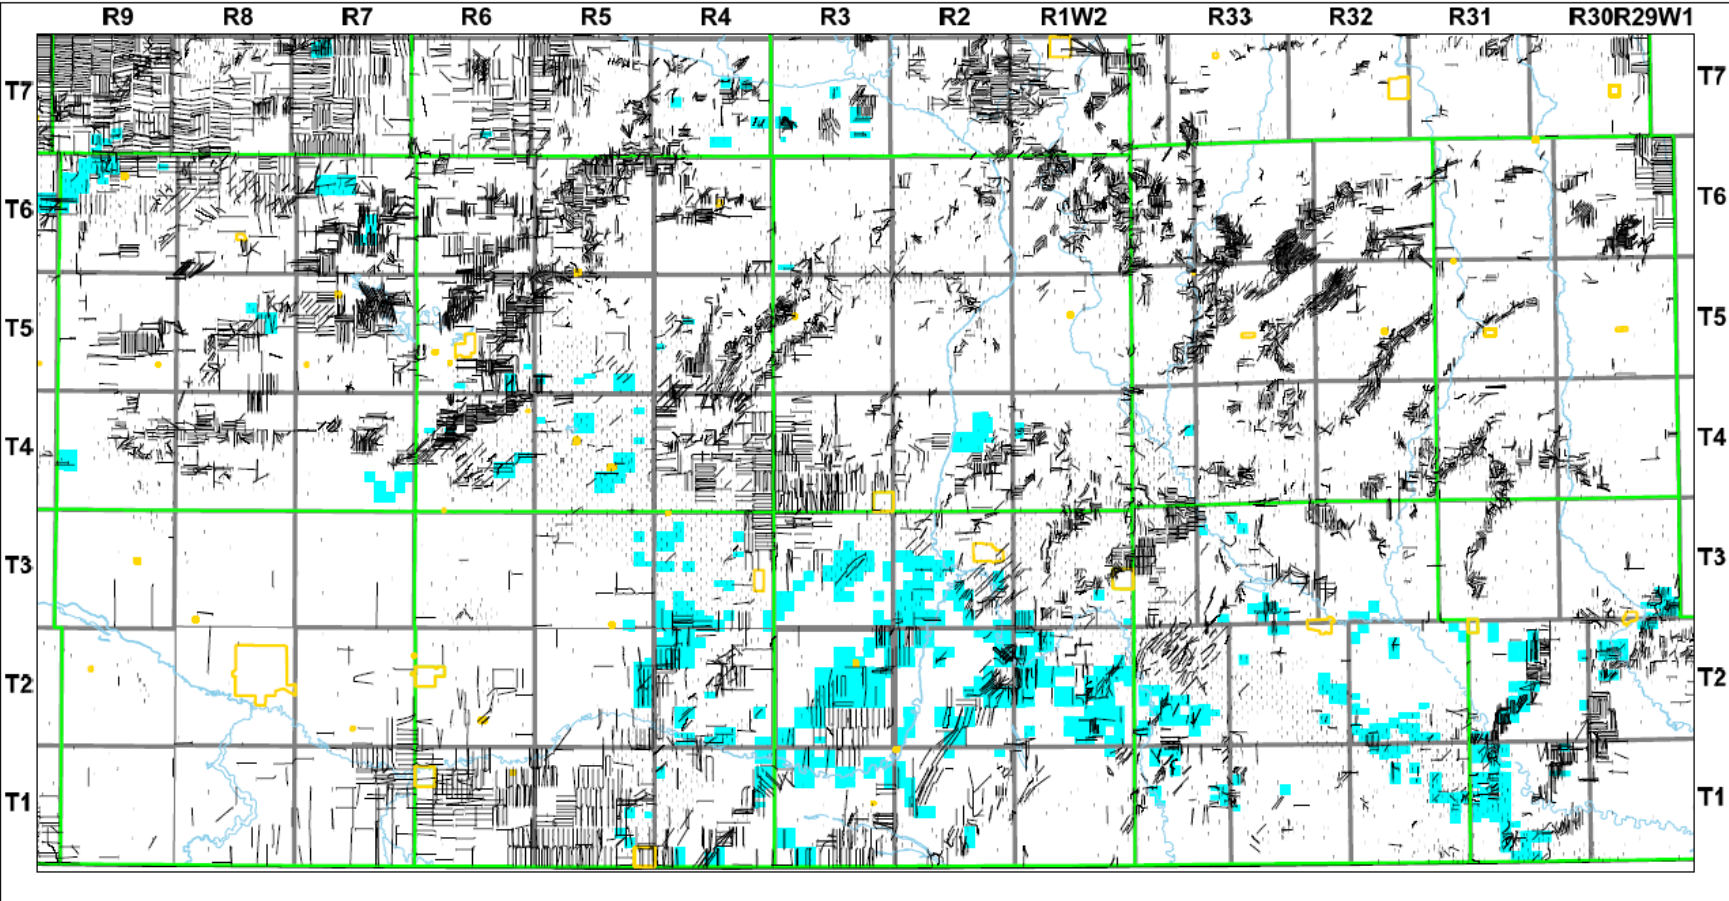 R9 R8 R7 R6 R5 R4 R3 R2 R1W2 R33 R32 R31 R30R29W1
T7 T7
T6 T6
T5 T5
T4 T4
T3 T3
T2 T2
T1 T1